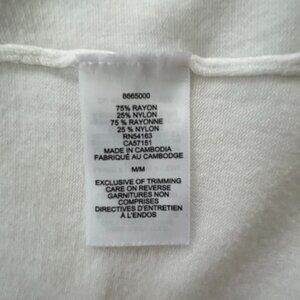 8665000
75% RAYON
25% NYLON
75 % RAYONNE
25 % NYLON
RN54163
CA57151
MADE IN CAMBODIA
FABRIQUÉ AU CAMBODGE
M/M
EXCLUSIVE OF TRIMMING
CARE ON REVERSE
GARNITURES NON
COMPRISES
DIRECTIVES D'ENTRETIEN
À L'ENDOS